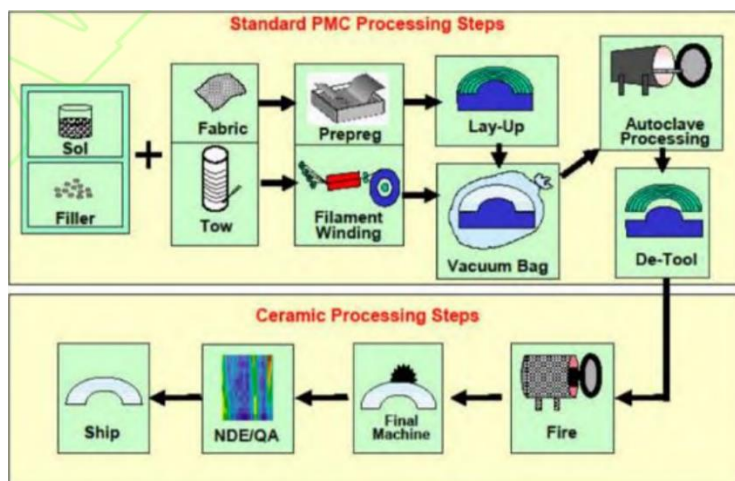 Standard PMC Processing Steps
Sol
Filler
+
Fabric
Tow
Prepreg
Filament
Winding
Lay-Up
Vacuum Bag
Autoclave
Processing
De-Tool
Ceramic Processing Steps
Ship
NDE/QA
Final
Machine
Fire